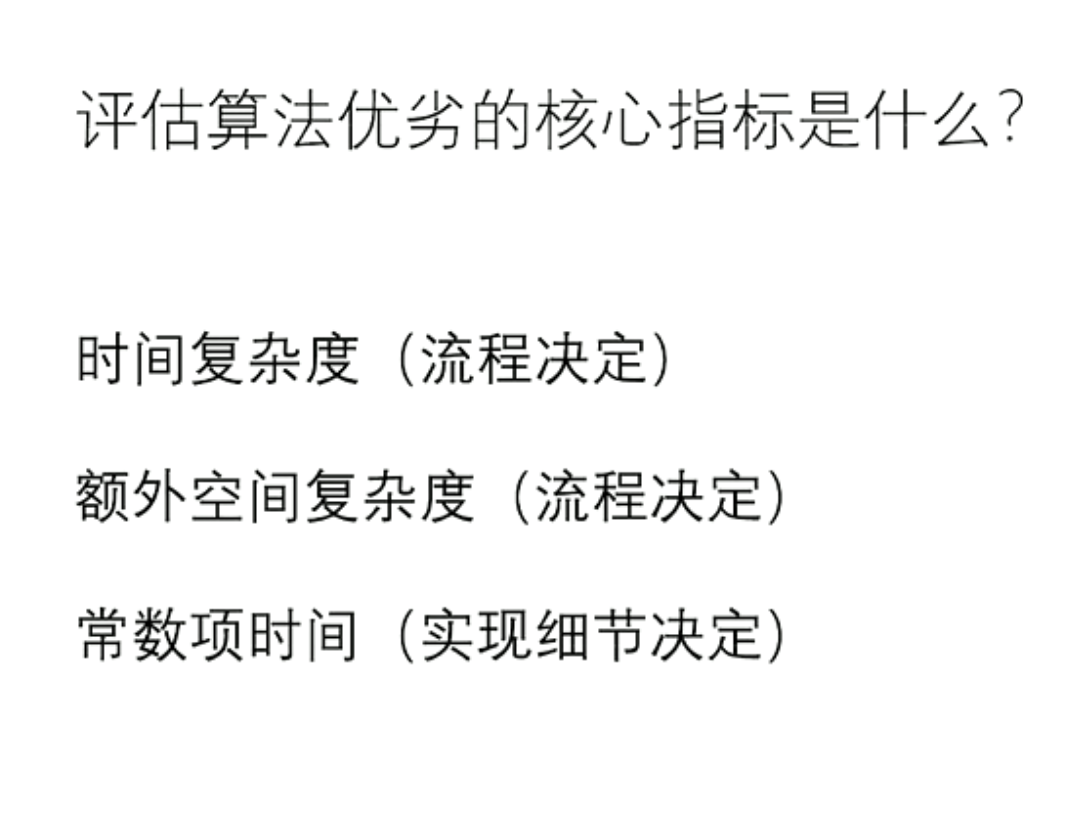 评估算法优劣的核心指标是什么?
时间复杂度（流程决定）
额外空间复杂度（流程决定）
常数项时间（实现细节决定）